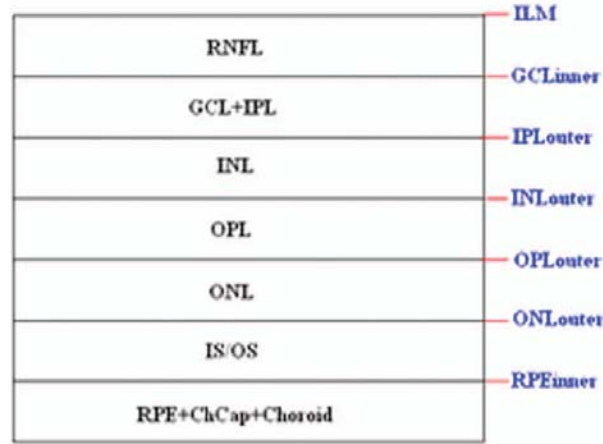 ILM
RNFL
GCLinner
GCL+IPL
IPLouter
INL
INLouter
OPL
OPLouter
ONL
ONLouter
IS/OS
RPEinner
RPE+ChCap+Choroid